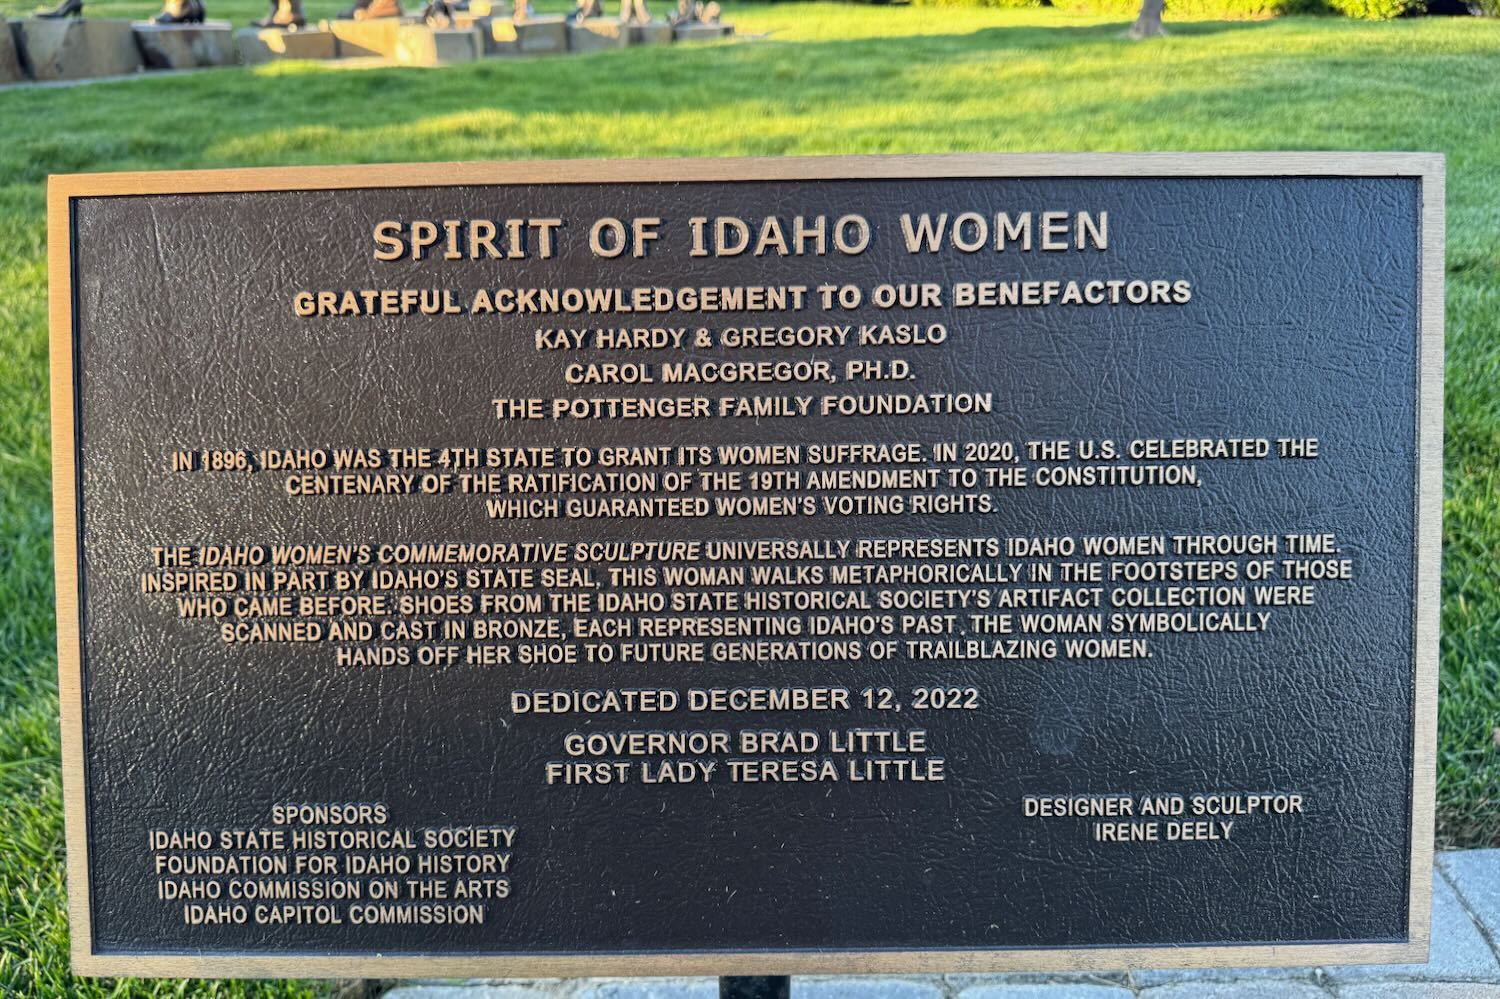 SPIRIT OF IDAHO WOMEN
GRATEFUL ACKNOWLEDGEMENT TO OUR BENEFACTORS
KAY HARDY & GREGORY KASLO
CAROL MACGREGOR, PH.D.
THE POTTENGER FAMILY FOUNDATION
IN 1896, IDAHO WAS THE 4TH STATE TO GRANT ITS WOMEN SUFFRAGE. IN 2020, THE U.S. CELEBRATED THE
CENTENARY OF THE RATIFICATION OF THE 19TH AMENDMENT TO THE CONSTITUTION,
WHICH GUARANTEED WOMEN'S VOTING RIGHTS.
THE IDAHO WOMEN'S COMMEMORATIVE SCULPTURE UNIVERSALLY REPRESENTS IDAHO WOMEN THROUGH TIME.
INSPIRED IN PART BY IDAHO'S STATE SEAL, THIS WOMAN WALKS METAPHORICALLY IN THE FOOTSTEPS OF THOSE
WHO CAME BEFORE. SHOES FROM THE IDAHO STATE HISTORICAL SOCIETY'S ARTIFACT COLLECTION WERE
SCANNED AND CAST IN BRONZE, EACH REPRESENTING IDAHO'S PAST. THE WOMAN SYMBOLICALLY
HANDS OFF HER SHOE TO FUTURE GENERATIONS OF TRAILBLAZING WOMEN.
DEDICATED DECEMBER 12, 2022
GOVERNOR BRAD LITTLE
FIRST LADY TERESA LITTLE
SPONSORS
IDAHO STATE HISTORICAL SOCIETY
FOUNDATION FOR IDAHO HISTORY
IDAHO COMMISSION ON THE ARTS
IDAHO CAPITOL COMMISSION
DESIGNER AND SCULPTOR
IRENE DEELY